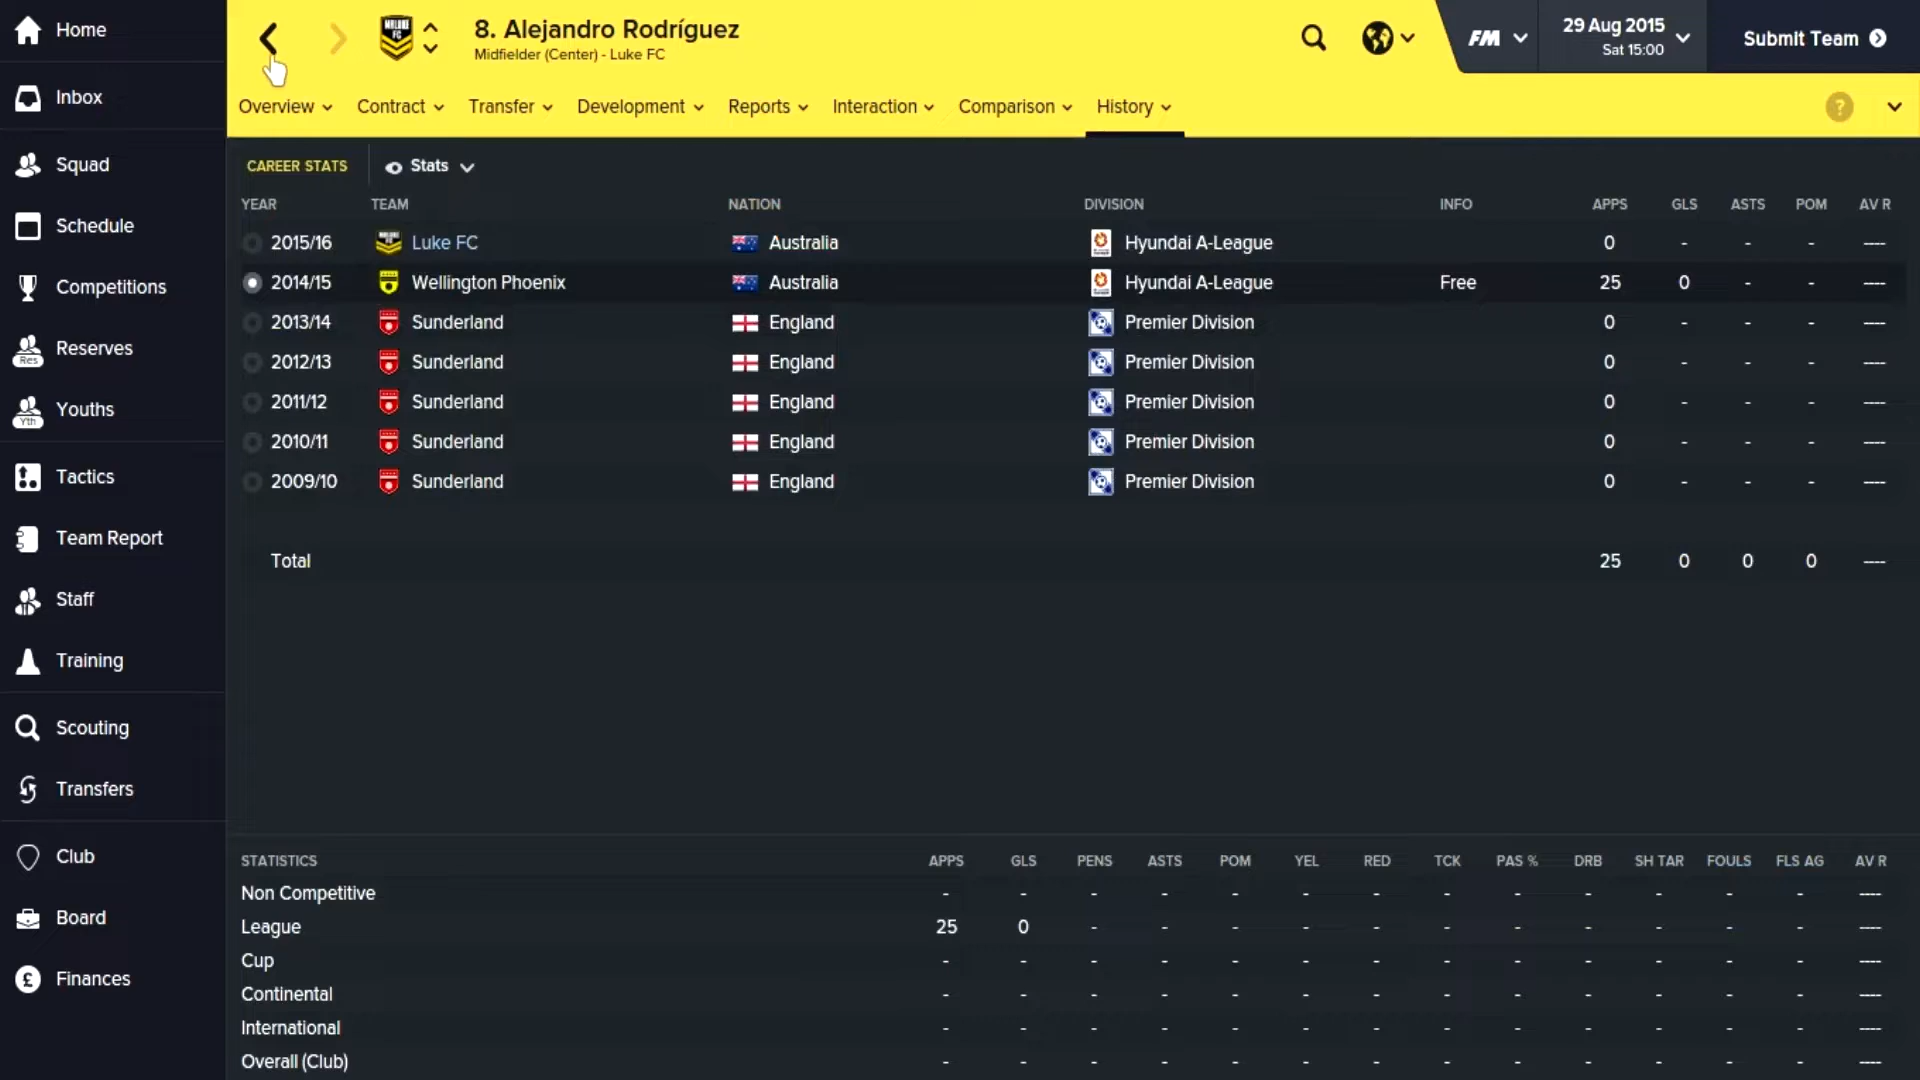 Home
Inbox
Squad
Schedule
Competitions
Reserves
Res
Youths
Yth
Tactics
Team Report
Staff
Training
Scouting
Transfers
Club
Board
Finances
8. Alejandro Rodríguez
Midfielder (Center) - Luke FC
FM
29 Aug 2015
Sat 15:00
Submit Team
Overview Contract Transfer Development Reports Interaction Comparison History ?
CAREER STATS Stats
YEAR TEAM NATION DIVISION INFO APPS GLS ASTS POM AV R
2015/16 Luke FC Australia Hyundai A-League 0 - - - ----
2014/15 Wellington Phoenix Australia Hyundai A-League Free 25 0 - - ----
2013/14 Sunderland England Premier Division 0 - - - ----
2012/13 Sunderland England Premier Division 0 - - - ----
2011/12 Sunderland England Premier Division 0 - - - ----
2010/11 Sunderland England Premier Division 0 - - - ----
2009/10 Sunderland England Premier Division 0 - - - ----
Total 25 0 0 0 ----
STATISTICS APPS GLS PENS ASTS POM YEL RED TCK PAS % DRB SH TAR FOULS FLS AG AV R
Non Competitive - - - - - - - - - - - - - ----
League 25 0 - - - - - - - - - - - ----
Cup - - - - - - - - - - - - - ----
Continental - - - - - - - - - - - - - ----
International - - - - - - - - - - - - - ----
Overall (Club) - - - - - - - - - - - - - ----